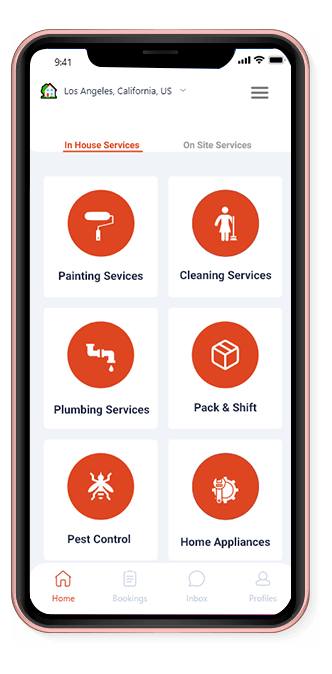 9:41
Los Angeles, California, US
In House Services
On Site Services
Painting Sevices
Cleaning Services
Plumbing Services
Pack & Shift
Pest Control
Home Appliances
Home
Bookings
Inbox
Profiles